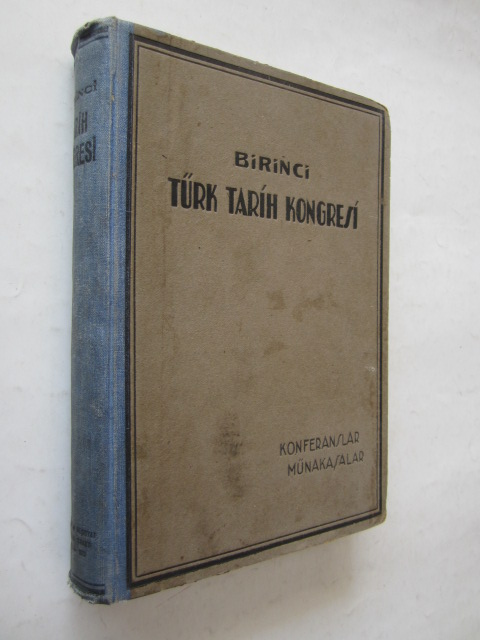 BİRİNCİ
TÜRK TARİH KONGRESİ
KONFERANSLAR
MÜNAKAŞALAR